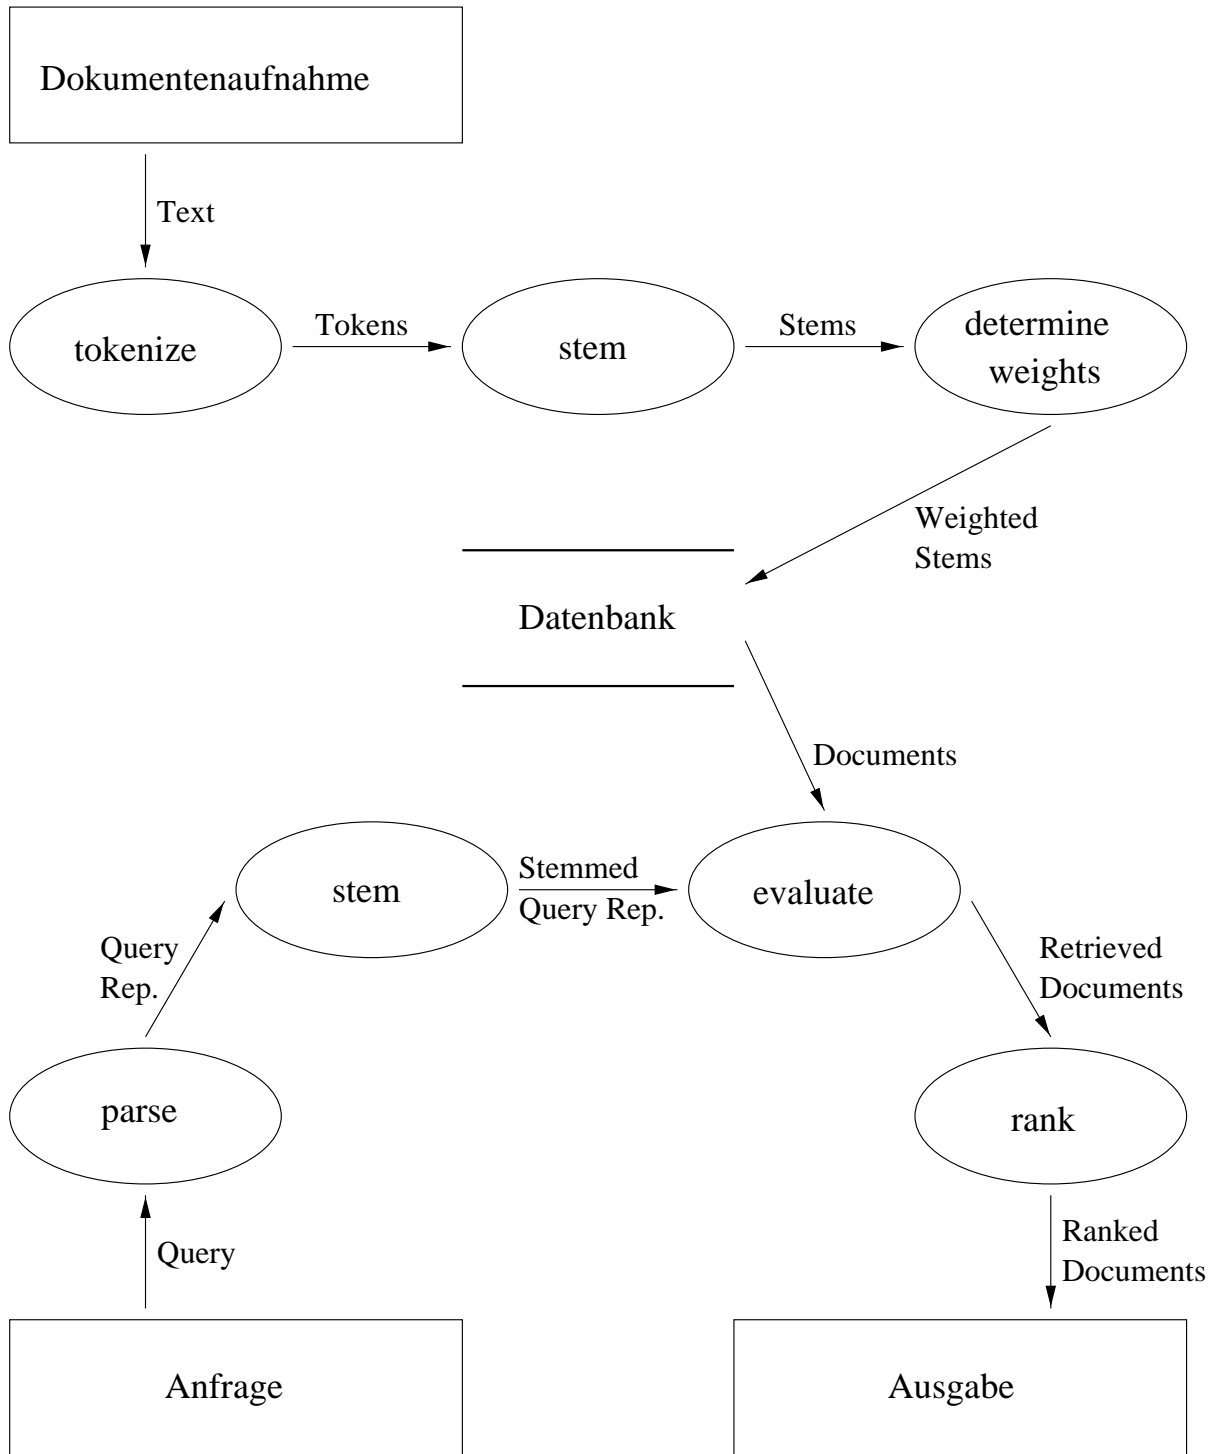 Dokumentenaufnahme
Text
tokenize
Tokens
stem
Stems
determine
weights
Weighted
Stems
Datenbank
Documents
stem
Stemmed
Query Rep.
evaluate
Query
Rep.
Retrieved
Documents
parse
rank
Query
Ranked
Documents
Anfrage
Ausgabe